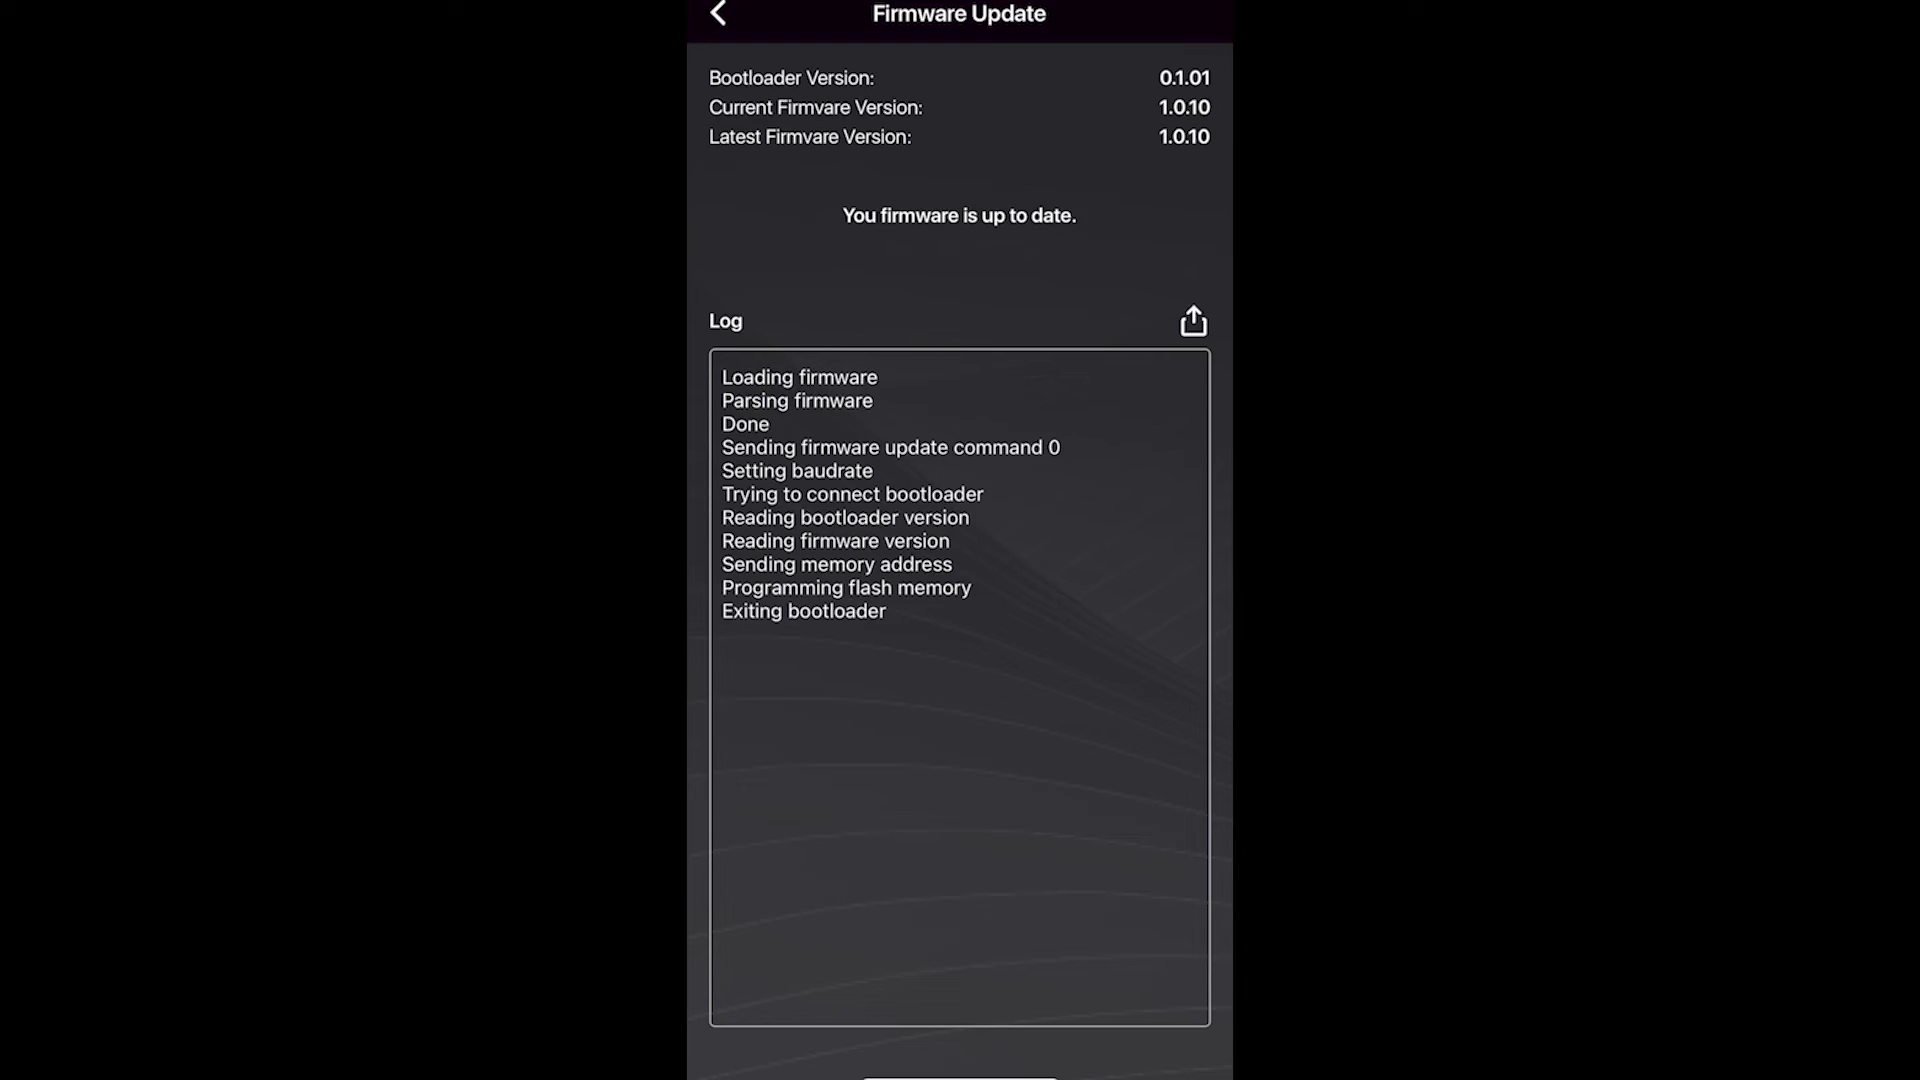 Firmware Update
Bootloader Version: 0.1.01
Current Firmvare Version: 1.0.10
Latest Firmvare Version: 1.0.10
You firmware is up to date.
Log
Loading firmware
Parsing firmware
Done
Sending firmware update command 0
Setting baudrate
Trying to connect bootloader
Reading bootloader version
Reading firmware version
Sending memory address
Programming flash memory
Exiting bootloader